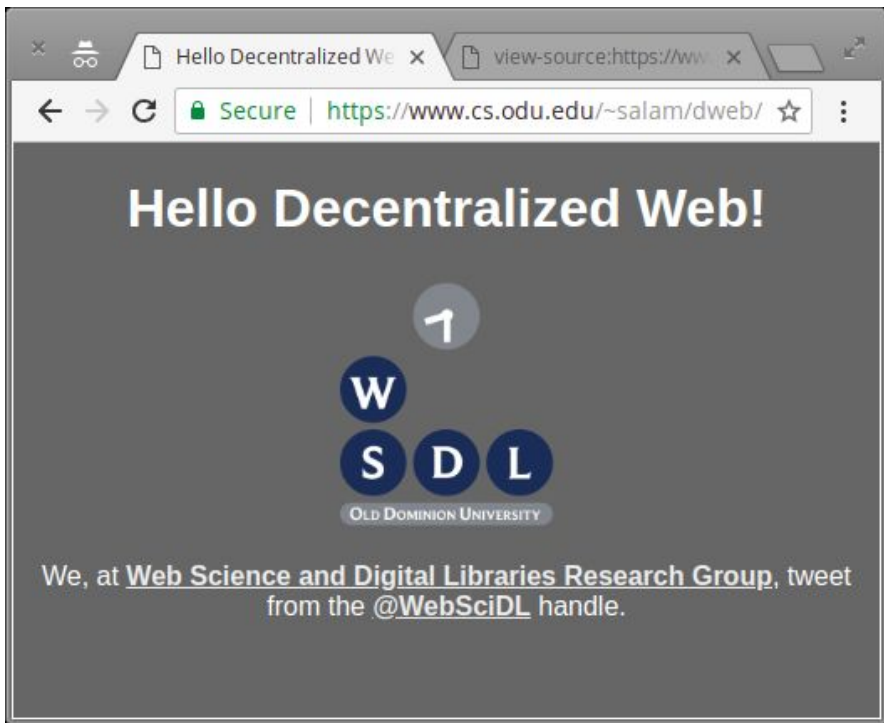 Hello Decentralized We
view-source:https://ww
Secure | https://www.cs.odu.edu/~salam/dweb/
Hello Decentralized Web!
W
S D L
OLD DOMINION UNIVERSITY
We, at Web Science and Digital Libraries Research Group, tweet
from the @WebSciDL handle.